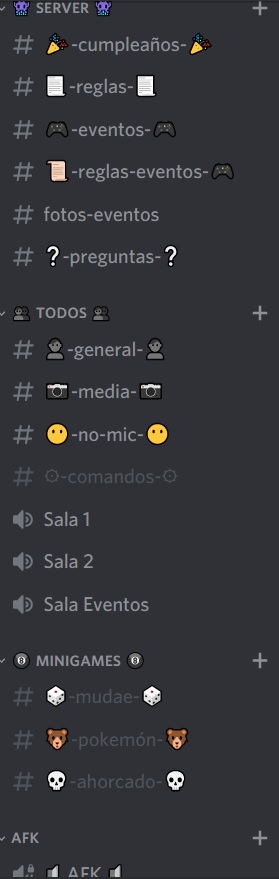 SERVER
-cumpleaños-
-reglas-
-eventos-
-reglas-eventos-
fotos-eventos
-preguntas-
TODOS
-general-
-media-
-no-mic-
-comandos-
Sala 1
Sala 2
Sala Eventos
MINIGAMES
-mudae-
-pokemón-
-ahorcado-
AFK
AFK